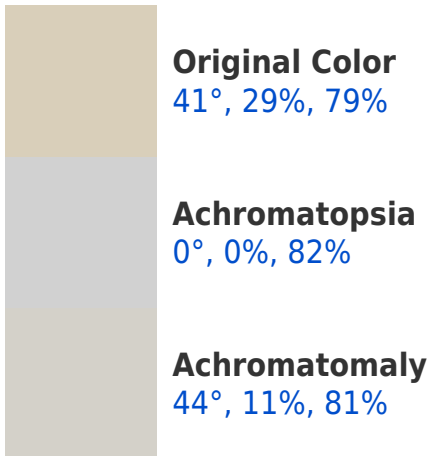 Original Color
41°, 29%, 79%
Achromatopsia
0°, 0%, 82%
Achromatomaly
44°, 11%, 81%